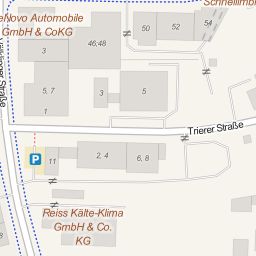 Schnellimbi
eNovo Automobile
GmbH & CoKG
50
52
54
46;48
3
5, 7
1
3
5
Trierer Straße
2, 4
6, 8
P
11
Reiss Kälte-Klima
GmbH & Co.
KG